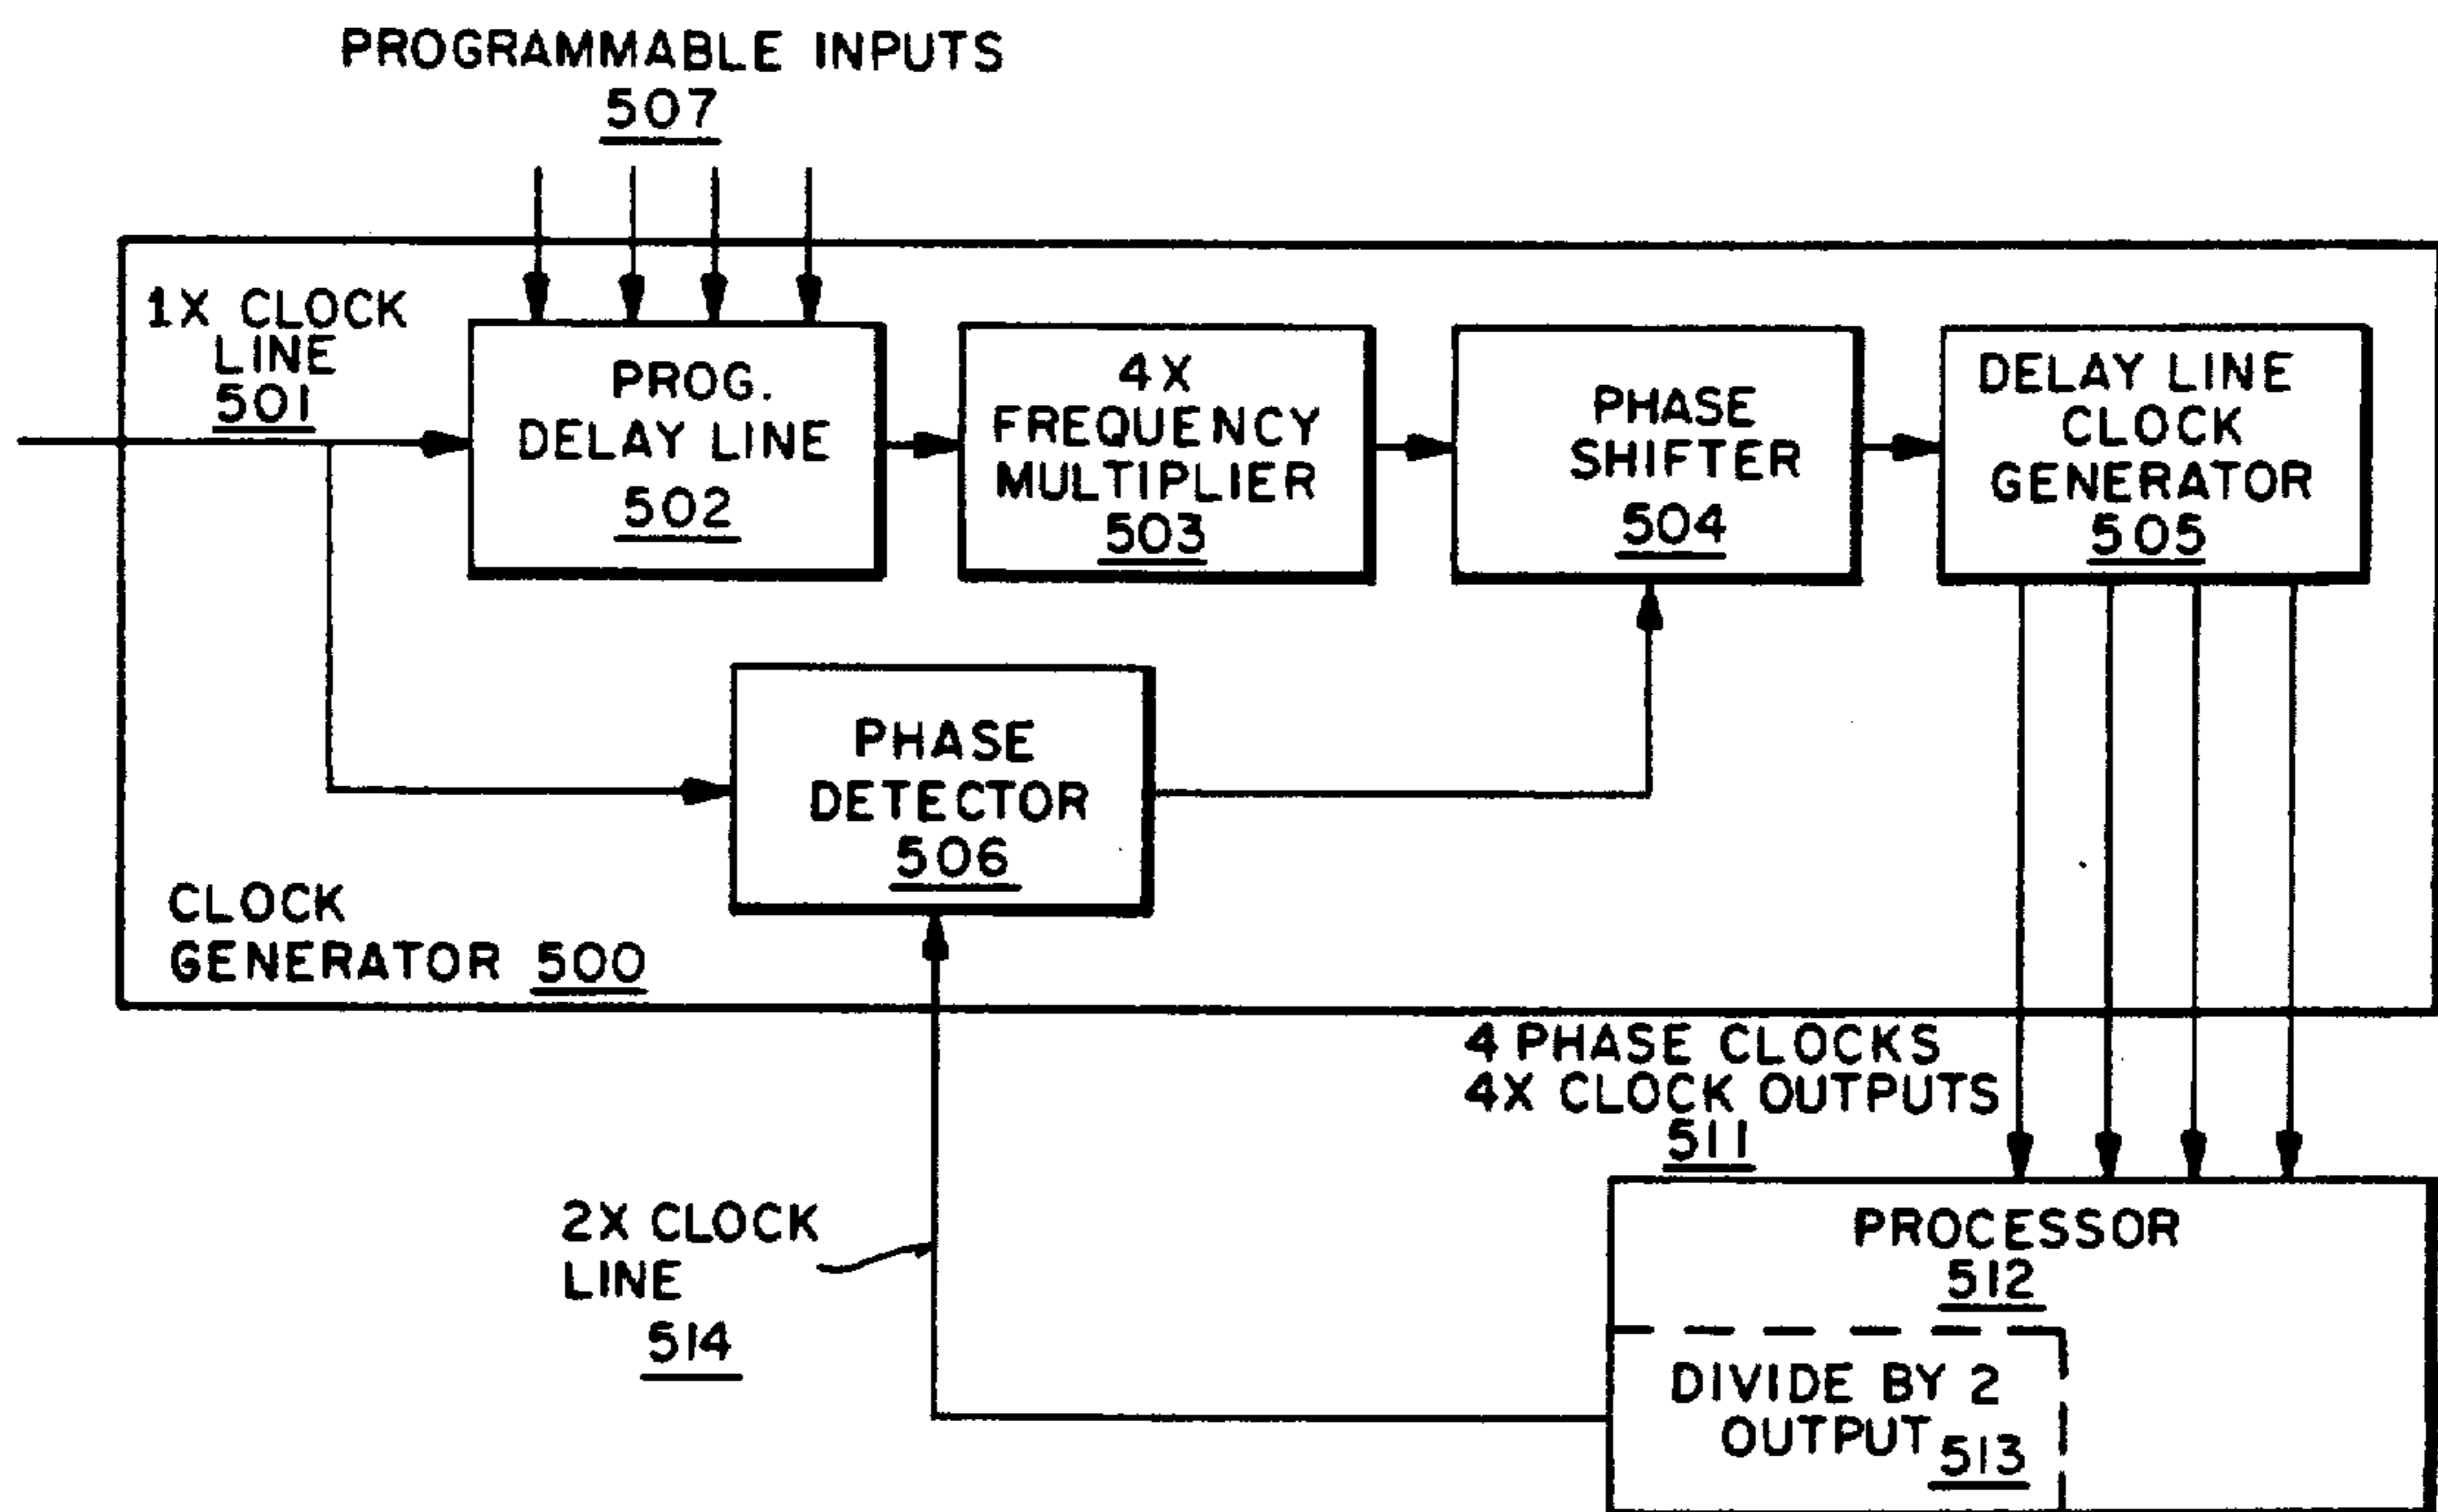 PROGRAMMABLE INPUTS
507
1X CLOCK
LINE
501
PROG.
DELAY LINE
502
4X
FREQUENCY
MULTIPLIER
503
PHASE
SHIFTER
504
DELAY LINE
CLOCK
GENERATOR
505
PHASE
DETECTOR
506
CLOCK
GENERATOR 500
4 PHASE CLOCKS
4X CLOCK OUTPUTS
511
2X CLOCK
LINE
514
PROCESSOR
512
DIVIDE BY 2
OUTPUT 513